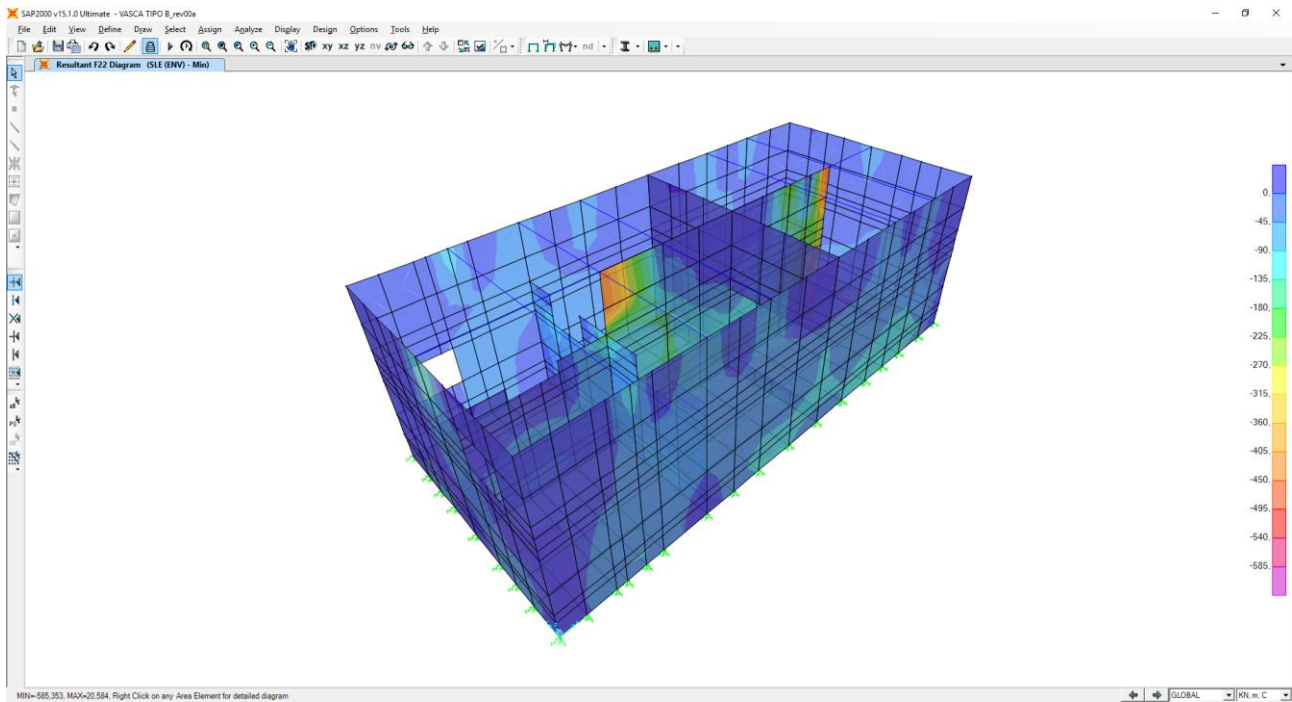 SAP2000 v15.1.0 Ultimate - VASCA TIPO B_rev00a
File Edit View Define Draw Select Assign Analyze Display Design Options Tools Help
xy xz yz nv nd
Resultant F22 Diagram (SLE (ENV) - Min)
0,
-45,
-90,
-135,
-180,
-225,
-270,
-315,
-360,
-405,
-450,
-495,
-540,
-585,
MIN=-585,353, MAX=20,584, Right Click on any Area Element for detailed diagram
GLOBAL
KN, m, C